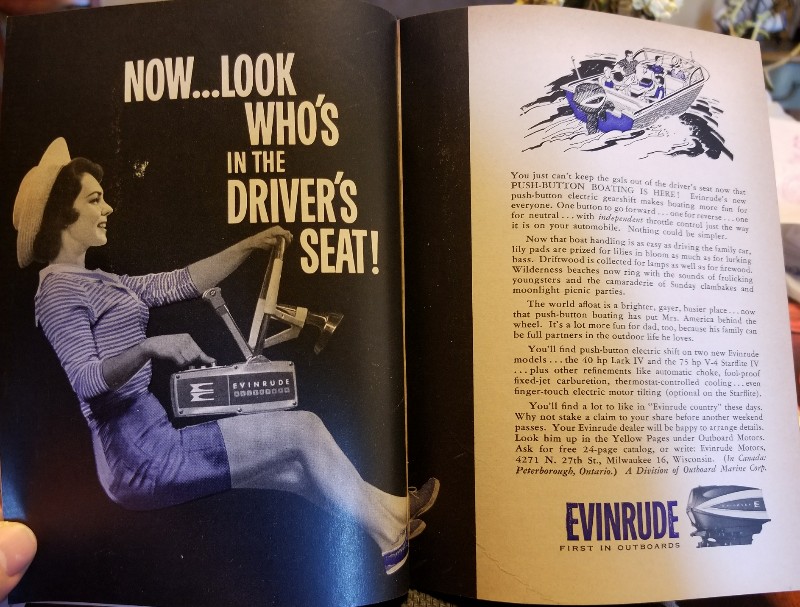 NOW...LOOK
WHO'S
IN THE
DRIVER'S
SEAT!
EVINRUDE
You just can't keep the gals out of the driver's seat now that
PUSH-BUTTON BOATING IS HERE! Evinrude's new
push-button electric gearshift makes boating more fun for
everyone. One button to go forward...one for reverse...one
for neutral...with independent throttle control just the way
it is on your automobile. Nothing could be simpler.
Now that boat handling is as easy as driving the family car,
lily pads are prized for lilies in bloom as much as for lurking
bass. Driftwood is collected for lamps as well as for firewood.
Wilderness beaches now ring with the sounds of frolicking
youngsters and the camaraderie of Sunday clambakes and
moonlight picnic parties.
The world afloat is a brighter, gayer, busier place...now
that push-button boating has put Mrs. America behind the
wheel. It's a lot more fun for dad, too, because his family can
be full partners in the outdoor life he loves.
You'll find push-button electric shift on two new Evinrude
models...the 40 hp Lark IV and the 75 hp V-4 Starflite IV
...plus other refinements like automatic choke, fool-proof
fixed-jet carburetion, thermostat-controlled cooling...even
finger-touch electric motor tilting (optional on the Starflite).
You'll find a lot to like in "Evinrude country" these days.
Why not stake a claim to your share before another weekend
passes. Your Evinrude dealer will be happy to arrange details.
Look him up in the Yellow Pages under Outboard Motors.
Ask for free 24-page catalog, or write: Evinrude Motors,
4271 N. 27th St., Milwaukee 16, Wisconsin. (In Canada:
Peterborough, Ontario.) A Division of Outboard Marine Corp.
EVINRUDE
FIRST IN OUTBOARDS